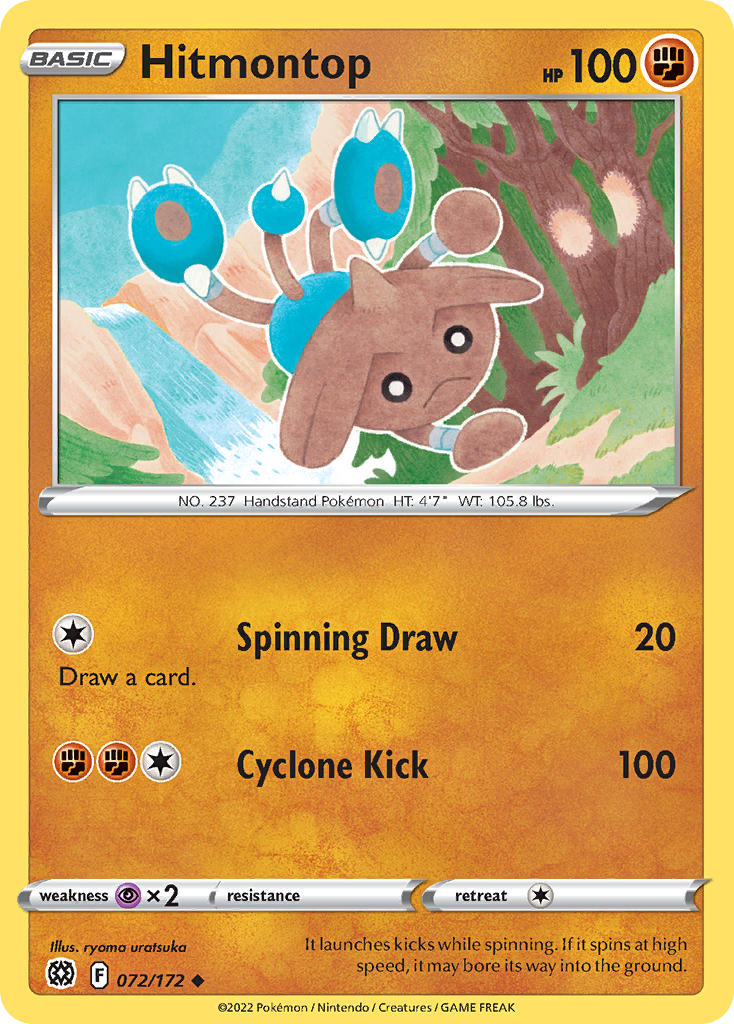 BASIC Hitmontop HP 100
NO. 237 Handstand Pokémon HT: 4'7" WT: 105.8 lbs.
Spinning Draw 20
Draw a card.
Cyclone Kick 100
weakness ×2 resistance retreat
Illus. ryoma uratsuka
It launches kicks while spinning. If it spins at high
speed, it may bore its way into the ground.
F 072/172
©2022 Pokémon / Nintendo / Creatures / GAME FREAK